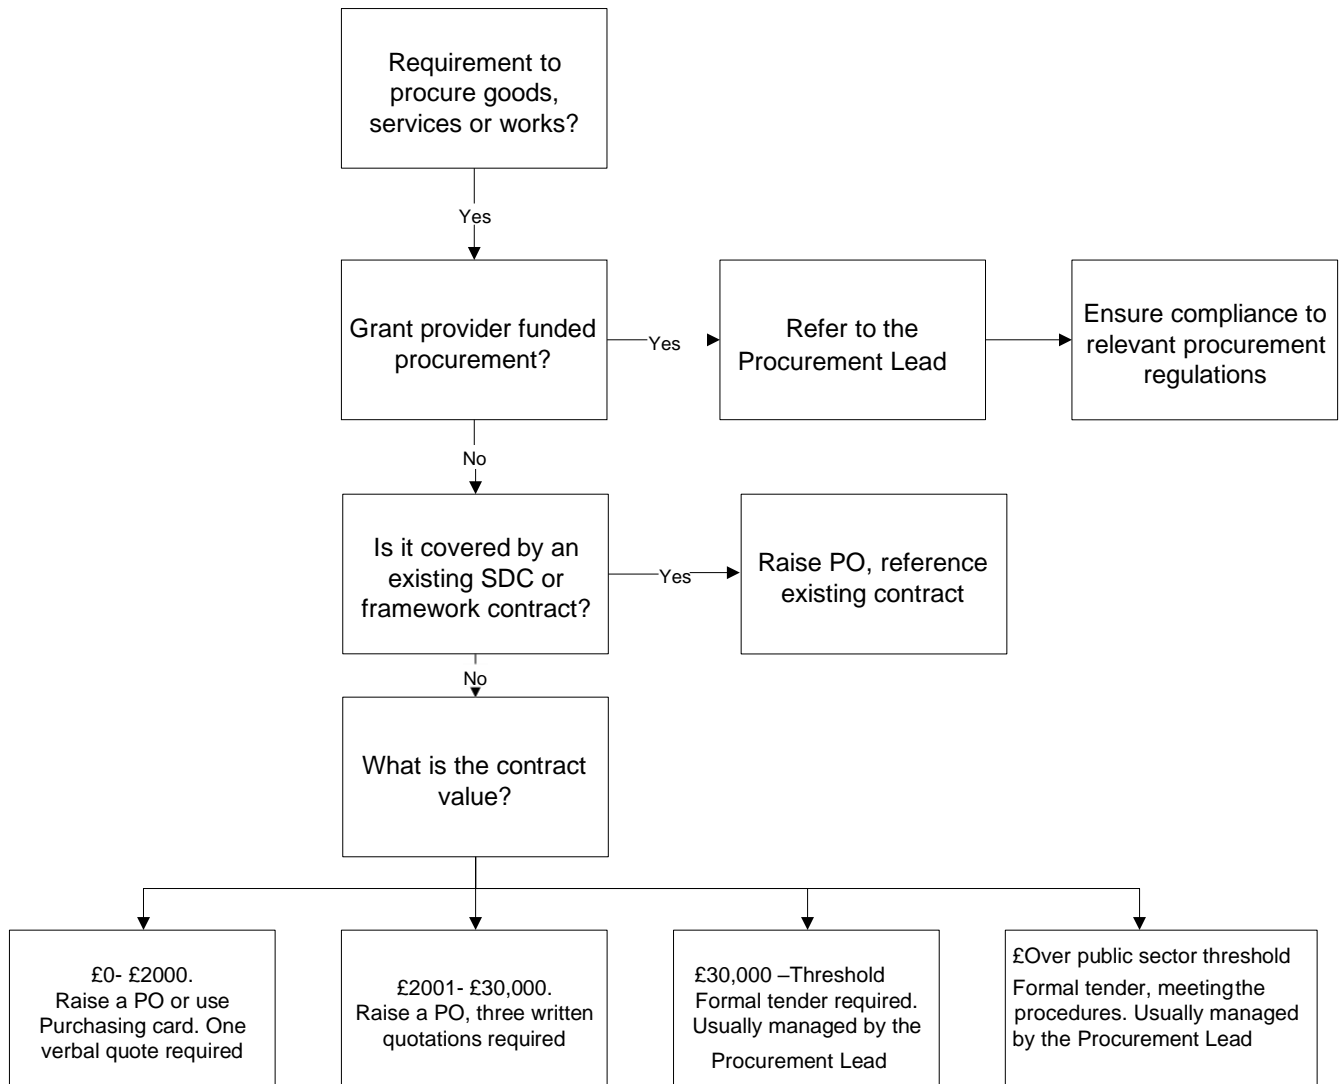 Requirement to
procure goods,
services or works?
Yes
Grant provider funded
procurement?
Yes
Refer to the
Procurement Lead
Ensure compliance to
relevant procurement
regulations
No
Is it covered by an
existing SDC or
framework contract?
Yes
Raise PO, reference
existing contract
No
What is the contract
value?
£0- £2000.
Raise a PO or use
Purchasing card. One
verbal quote required
£2001- £30,000.
Raise a PO, three written
quotations required
£30,000 –Threshold
Formal tender required.
Usually managed by the
Procurement Lead
£Over public sector threshold
Formal tender, meeting the
procedures. Usually managed
by the Procurement Lead